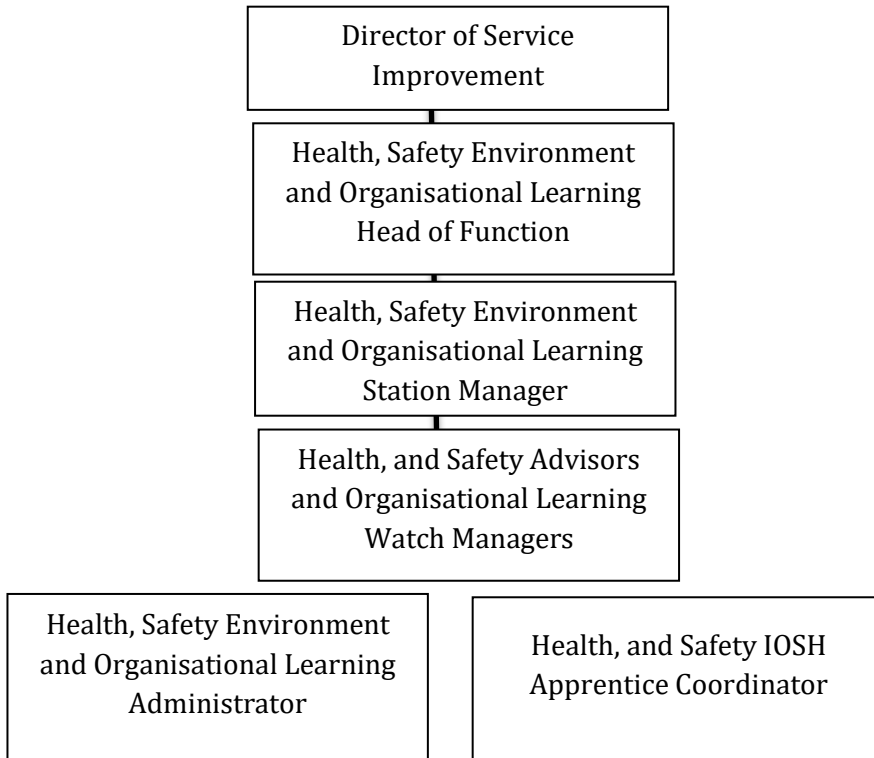 Director of Service
Improvement
Health, Safety Environment
and Organisational Learning
Head of Function
Health, Safety Environment
and Organisational Learning
Station Manager
Health, and Safety Advisors
and Organisational Learning
Watch Managers
Health, Safety Environment
and Organisational Learning
Administrator
Health, and Safety IOSH
Apprentice Coordinator